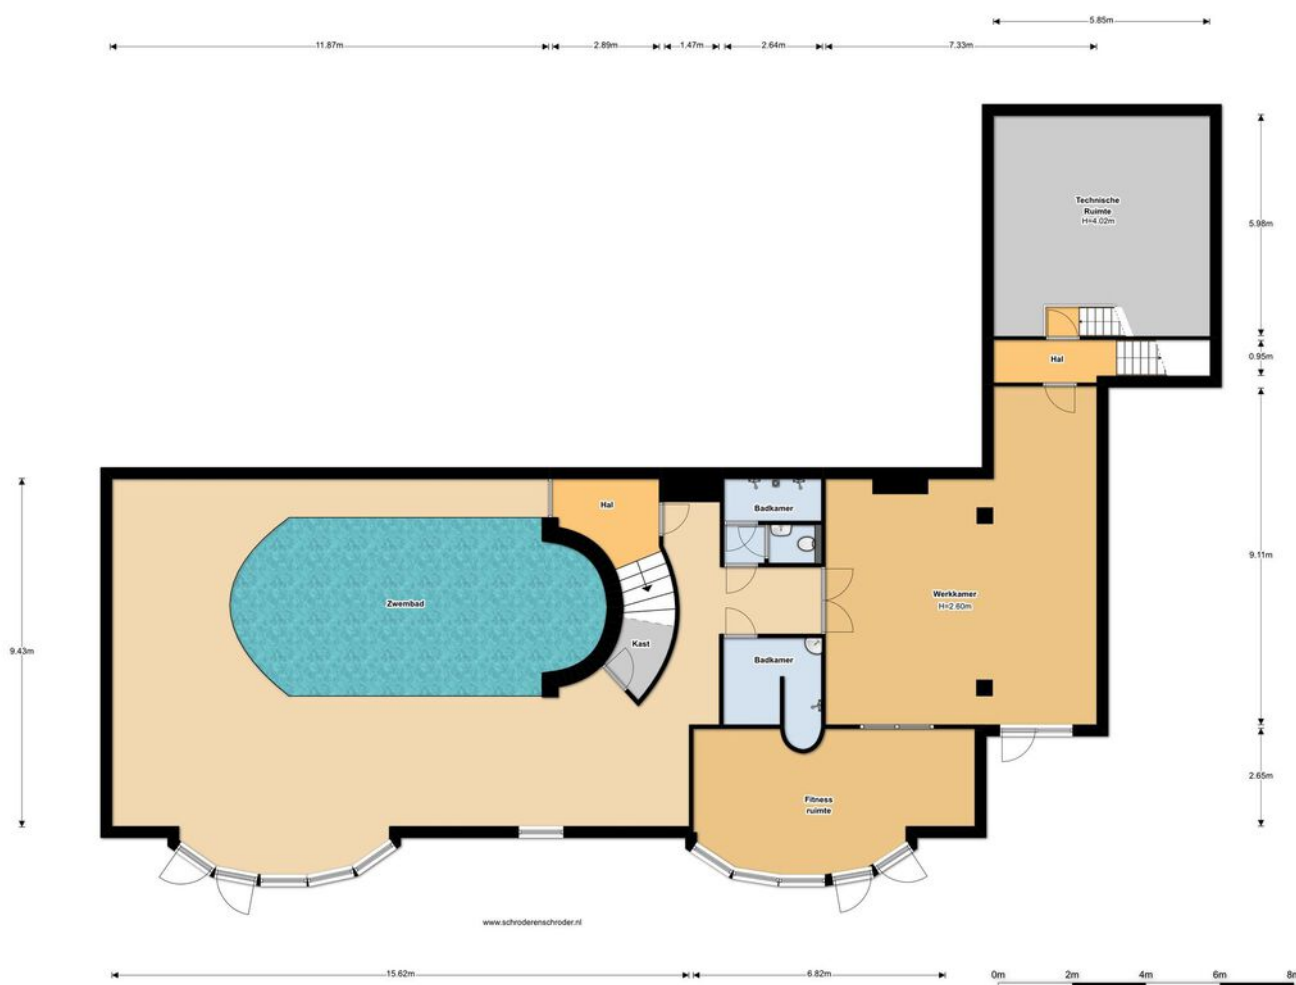 5.85m
11.87m
2.89m
1.47m
2.64m
7.33m
Technische
Ruimte
H=4.02m
5.98m
Hal
0.95m
Hal
Badkamer
9.11m
Werkkamer
H=2.60m
Zwembad
Kast
9.43m
Badkamer
2.65m
Fitness
ruimte
www.schroderenschroder.nl
15.62m
6.82m
0m 2m 4m 6m 8m